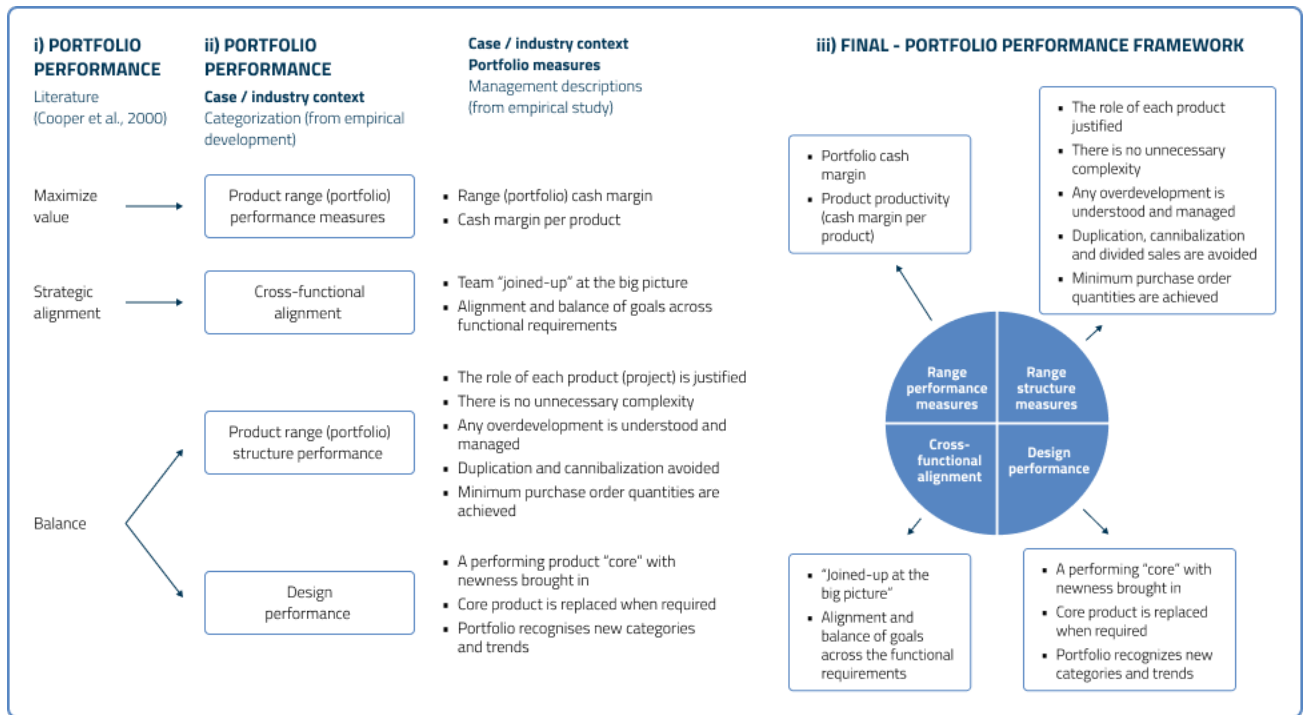 i) PORTFOLIO
PERFORMANCE
Literature
(Cooper et al., 2000)
ii) PORTFOLIO
PERFORMANCE
Case / industry context
Categorization (from empirical
development)
Case / industry context
Portfolio measures
Management descriptions
(from empirical study)
Maximize
value
Product range (portfolio)
performance measures
▪ Range (portfolio) cash margin
▪ Cash margin per product
Strategic
alignment
Cross-functional
alignment
▪ Team “joined-up” at the big picture
▪ Alignment and balance of goals across
functional requirements
Balance
Product range (portfolio)
structure performance
▪ The role of each product (project) is justified
▪ There is no unnecessary complexity
▪ Any overdevelopment is understood and
managed
▪ Duplication and cannibalization avoided
▪ Minimum purchase order quantities are
achieved
Design
performance
▪ A performing product “core” with
newness brought in
▪ Core product is replaced when required
▪ Portfolio recognises new categories
and trends
iii) FINAL - PORTFOLIO PERFORMANCE FRAMEWORK
▪ Portfolio cash
margin
▪ Product productivity
(cash margin per
product)
▪ The role of each product
justified
▪ There is no unnecessary
complexity
▪ Any overdevelopment is
understood and managed
▪ Duplication, cannibalization
and divided sales are avoided
▪ Minimum purchase order
quantities are achieved
Range
performance
measures
Range
structure
measures
Cross-
functional
alignment
Design
performance
▪ “Joined-up at the
big picture”
▪ Alignment and
balance of goals
across the functional
requirements
▪ A performing “core” with
newness brought in
▪ Core product is replaced
when required
▪ Portfolio recognizes new
categories and trends